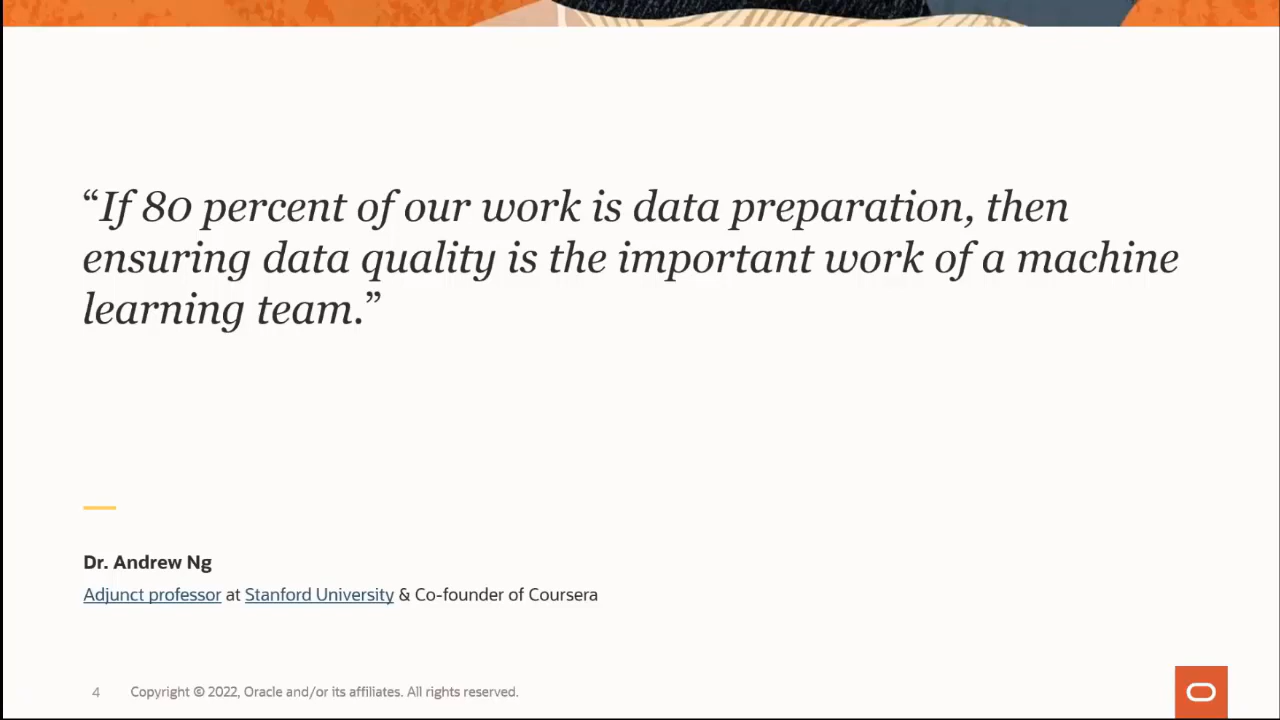 “If 80 percent of our work is data preparation, then
ensuring data quality is the important work of a machine
learning team.”
Dr. Andrew Ng
Adjunct professor at Stanford University & Co-founder of Coursera
4 Copyright © 2022, Oracle and/or its affiliates. All rights reserved.